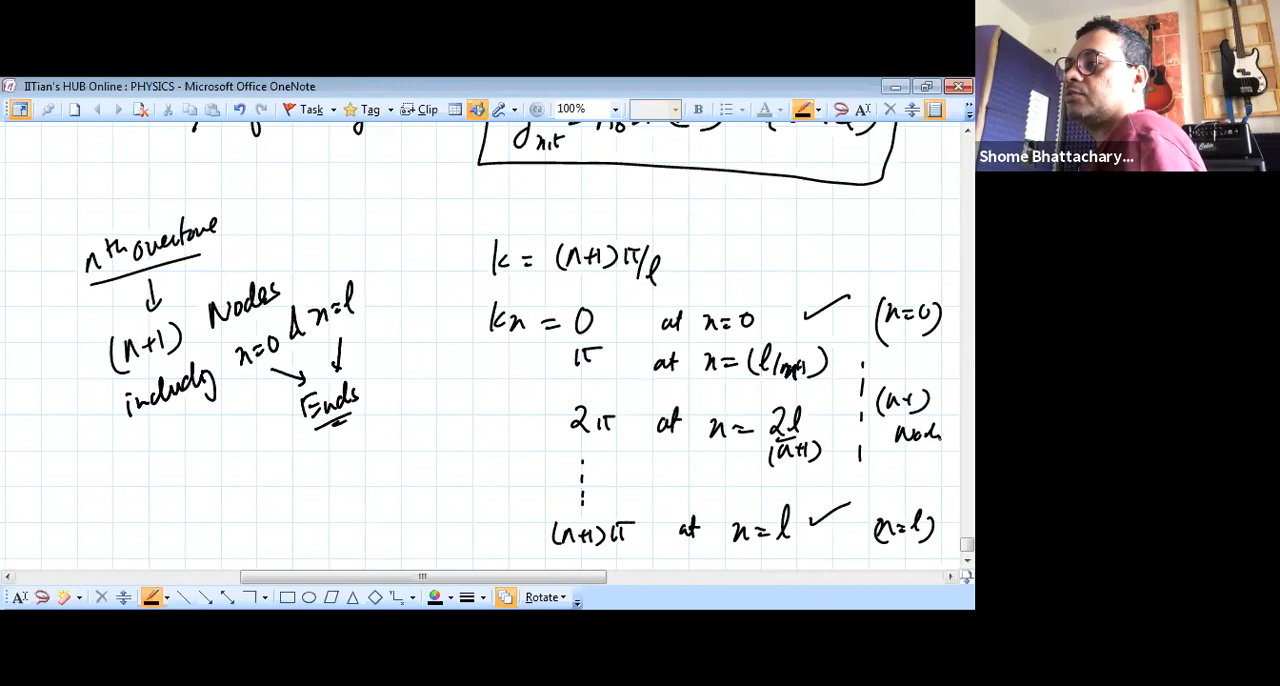 IITian's HUB Online : PHYSICS - Microsoft Office OneNote
Task
Tag
Clip
100%
B
Shome Bhattachary...
nth overtone
(n+1) Nodes
including x=0 & x=l
Ends
k = (n+1)π/l
kx = 0 at x=0 (x=0)
π at x=(l/n+1)
2π at x = 2l/(n+1)
(n+1)
Nod
(n+1)π at x=l (x=l)
Rotate